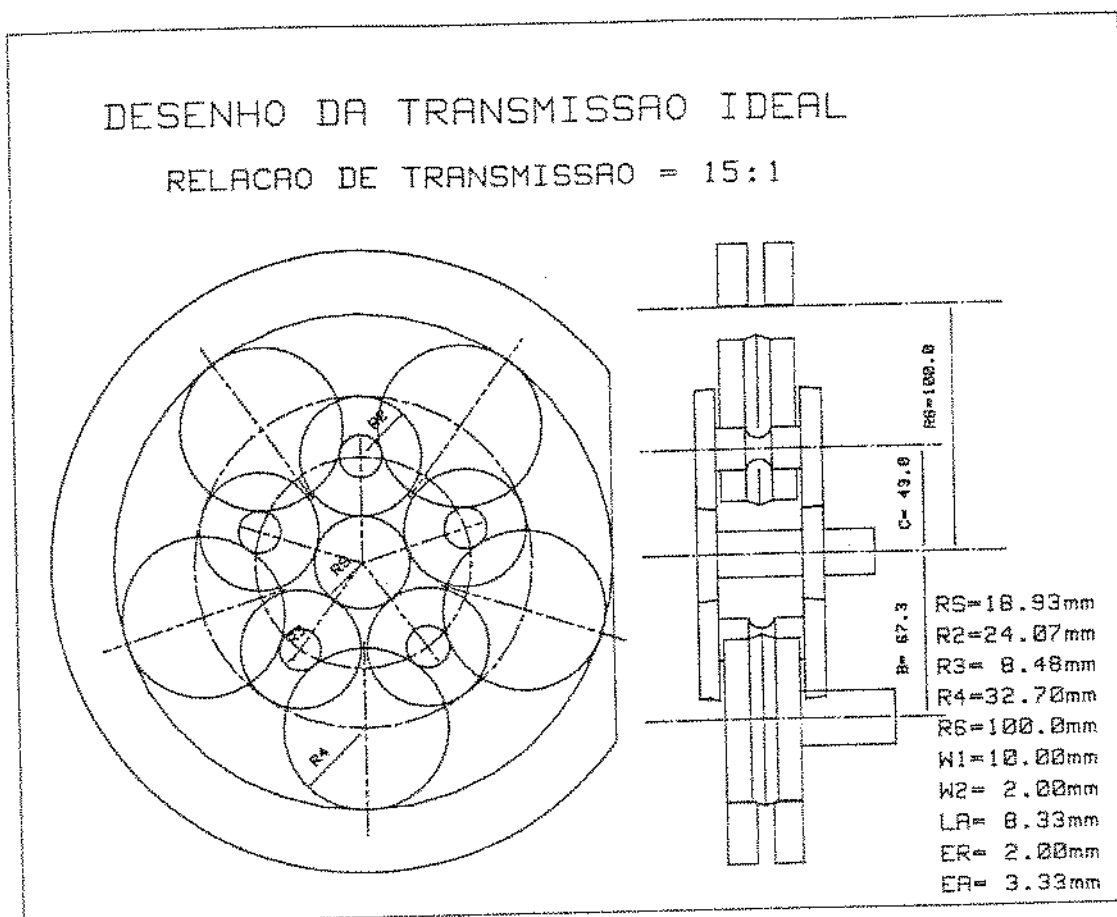 DESENHO DA TRANSMISSAO IDEAL
RELACAO DE TRANSMISSAO = 15:1
R2
RS
R3
R4
R6=100.0
C= 43.0
B= 67.3
RS=18.93mm
R2=24.07mm
R3= 8.48mm
R4=32.70mm
R6=100.0mm
W1=10.00mm
W2= 2.00mm
LA= 8.33mm
ER= 2.00mm
EA= 3.33mm